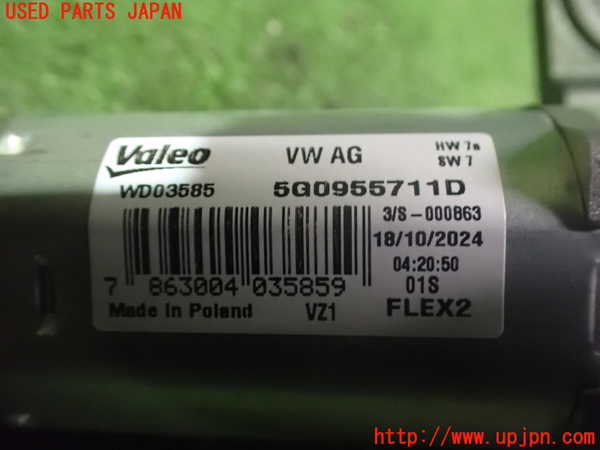 USED PARTS JAPAN
Valeo VW AG HW 7a
SW 7
WD03585 5G0955711D
3/S-000863
18/10/2024
04:20:50
7 863004 035859 01S
Made in Poland VZ1 FLEX2
http://www.upjpn.com/